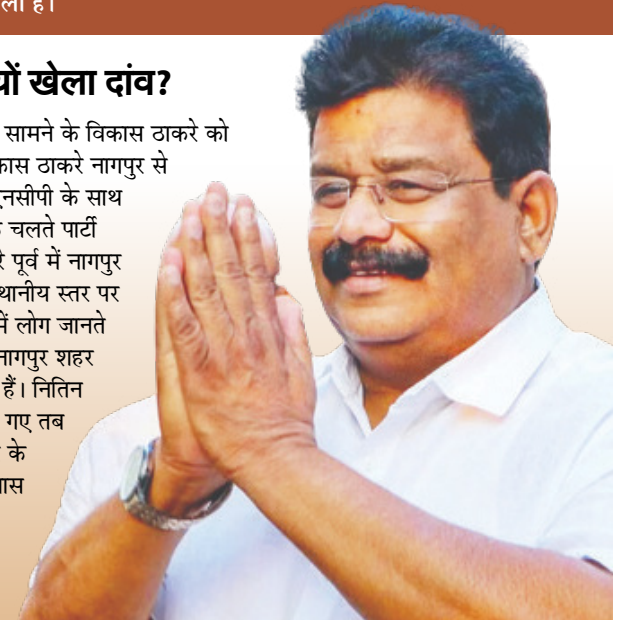 है।
यों खेला दांव?
सामने के विकास ठाकरे को
कास ठाकरे नागपुर से
नसीपी के साथ
चलते पार्टी
रे पूर्व में नागपुर
थानीय स्तर पर
में लोग जानते
नागपुर शहर
हैं। नितिन
गए तब
के
ास